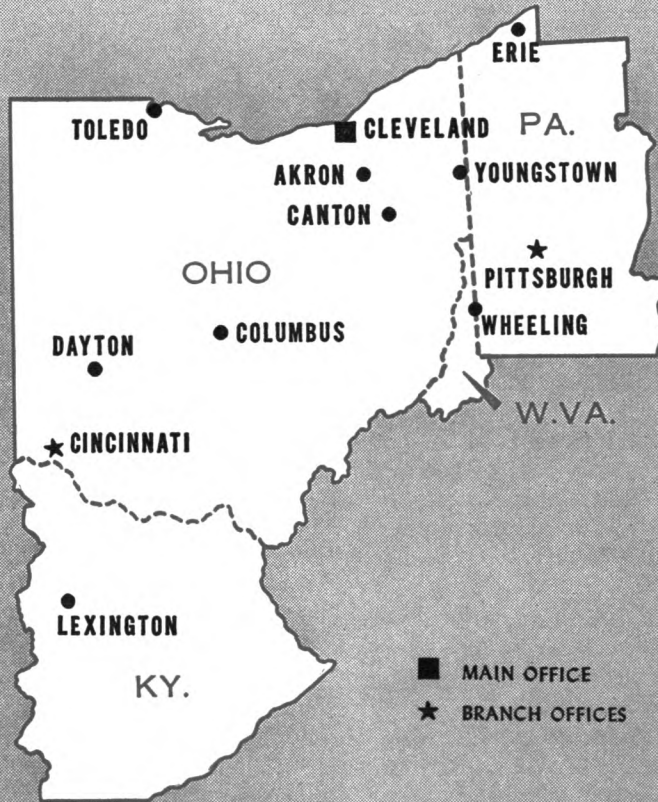 ERIE
TOLEDO
CLEVELAND
PA.
AKRON
YOUNGSTOWN
CANTON
OHIO
PITTSBURGH
COLUMBUS
WHEELING
DAYTON
W.VA.
CINCINNATI
LEXINGTON
KY.
MAIN OFFICE
BRANCH OFFICES